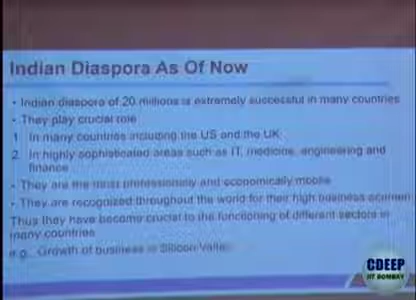 Indian Diaspora As Of Now
- Indian diaspora of 20 millions is extremely successful in many countries
- They play crucial role
1. In many countries including the US and the UK
2. In highly sophisticated areas such as IT, medicine, engineering and
finance
- They are the most professionally and economically mobile
- They are recognised throughout the world for their high business acumen
Thus they have become crucial to the functioning of different sectors in
many countries
e.g. Growth of business in Silicon Valley
CDEEP
IIT BOMBAY